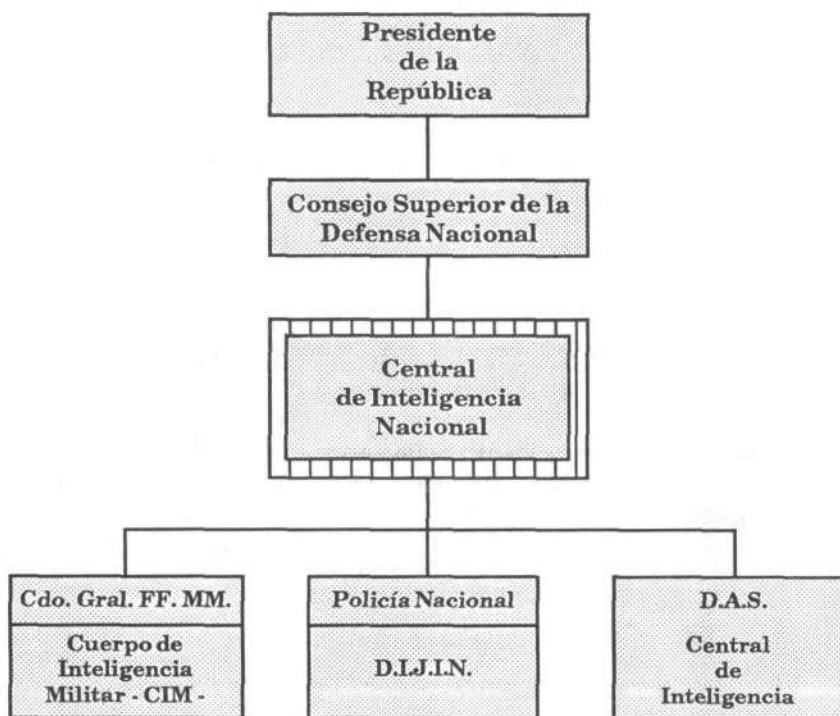 Presidente
de la
República
Consejo Superior de la
Defensa Nacional
Central
de Inteligencia
Nacional
Cdo. Gral. FF. MM.
Cuerpo de
Inteligencia
Militar - CIM -
Policía Nacional
D.I.J.I.N.
D.A.S.
Central
de
Inteligencia